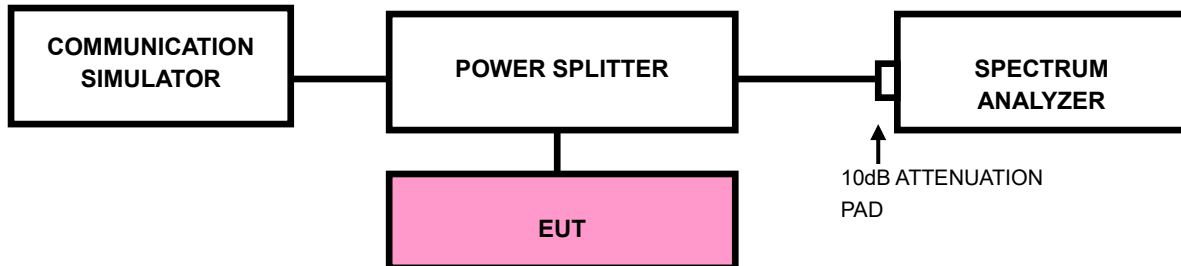 COMMUNICATION
SIMULATOR
POWER SPLITTER
SPECTRUM
ANALYZER
10dB ATTENUATION
PAD
EUT